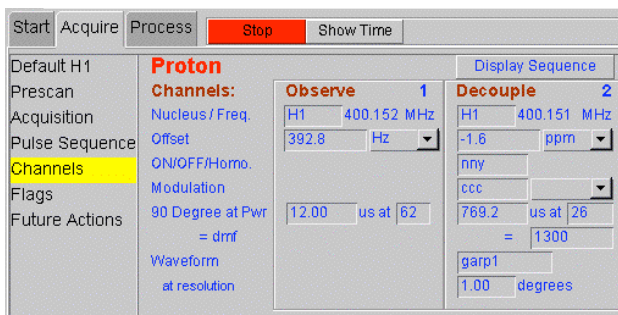 Start Acquire Process Stop Show Time
Default H1
Prescan
Acquisition
Pulse Sequence
Channels
Flags
Future Actions
Proton Display Sequence
Channels: Observe 1 Decouple 2
Nucleus / Freq. H1 400.152 MHz H1 400.151 MHz
Offset 392.8 Hz -1.6 ppm
ON/OFF/Homo. nny
Modulation ccc
90 Degree at Pwr 12.00 us at 62 769.2 us at 26
= dmf = 1300
Waveform garp1
at resolution 1.00 degrees